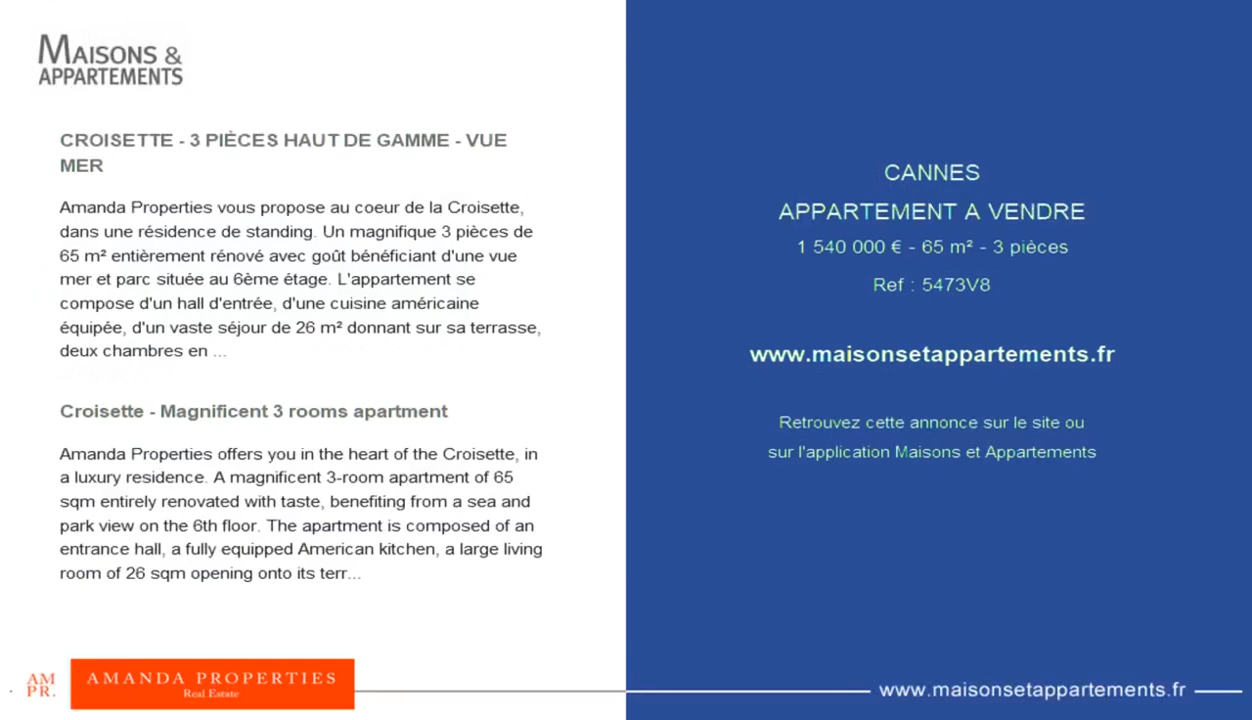 MAISONS &
APPARTEMENTS
CROISETTE - 3 PIÈCES HAUT DE GAMME - VUE
MER
Amanda Properties vous propose au coeur de la Croisette,
dans une résidence de standing. Un magnifique 3 pièces de
65 m² entièrement rénové avec goût bénéficiant d'une vue
mer et parc située au 6ème étage. L'appartement se
compose d'un hall d'entrée, d'une cuisine américaine
équipée, d'un vaste séjour de 26 m² donnant sur sa terrasse,
deux chambres en ...
Croisette - Magnificent 3 rooms apartment
Amanda Properties offers you in the heart of the Croisette, in
a luxury residence. A magnificent 3-room apartment of 65
sqm entirely renovated with taste, benefiting from a sea and
park view on the 6th floor. The apartment is composed of an
entrance hall, a fully equipped American kitchen, a large living
room of 26 sqm opening onto its terr...
AM
PR.
AMANDA PROPERTIES
Real Estate
CANNES
APPARTEMENT A VENDRE
1 540 000 € - 65 m² - 3 pièces
Ref : 5473V8
www.maisonsetappartements.fr
Retrouvez cette annonce sur le site ou
sur l'application Maisons et Appartements
www.maisonsetappartements.fr